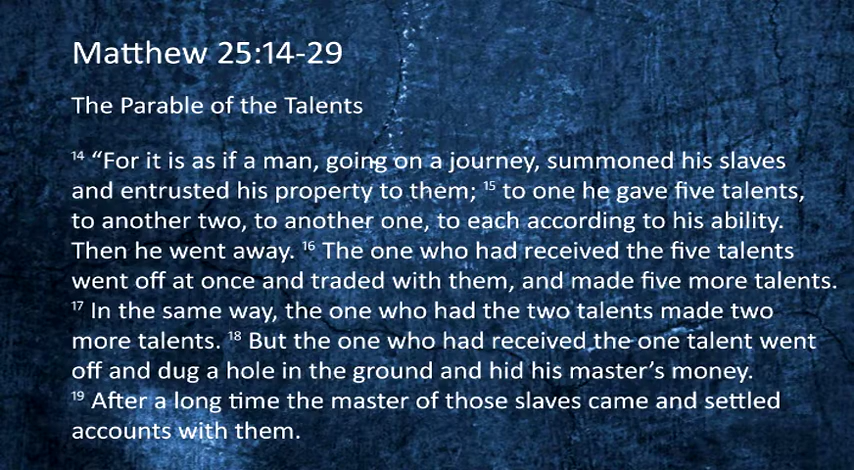 Matthew 25:14-29
The Parable of the Talents
¹⁴ “For it is as if a man, going on a journey, summoned his slaves
and entrusted his property to them; ¹⁵ to one he gave five talents,
to another two, to another one, to each according to his ability.
Then he went away. ¹⁶ The one who had received the five talents
went off at once and traded with them, and made five more talents.
¹⁷ In the same way, the one who had the two talents made two
more talents. ¹⁸ But the one who had received the one talent went
off and dug a hole in the ground and hid his master’s money.
¹⁹ After a long time the master of those slaves came and settled
accounts with them.